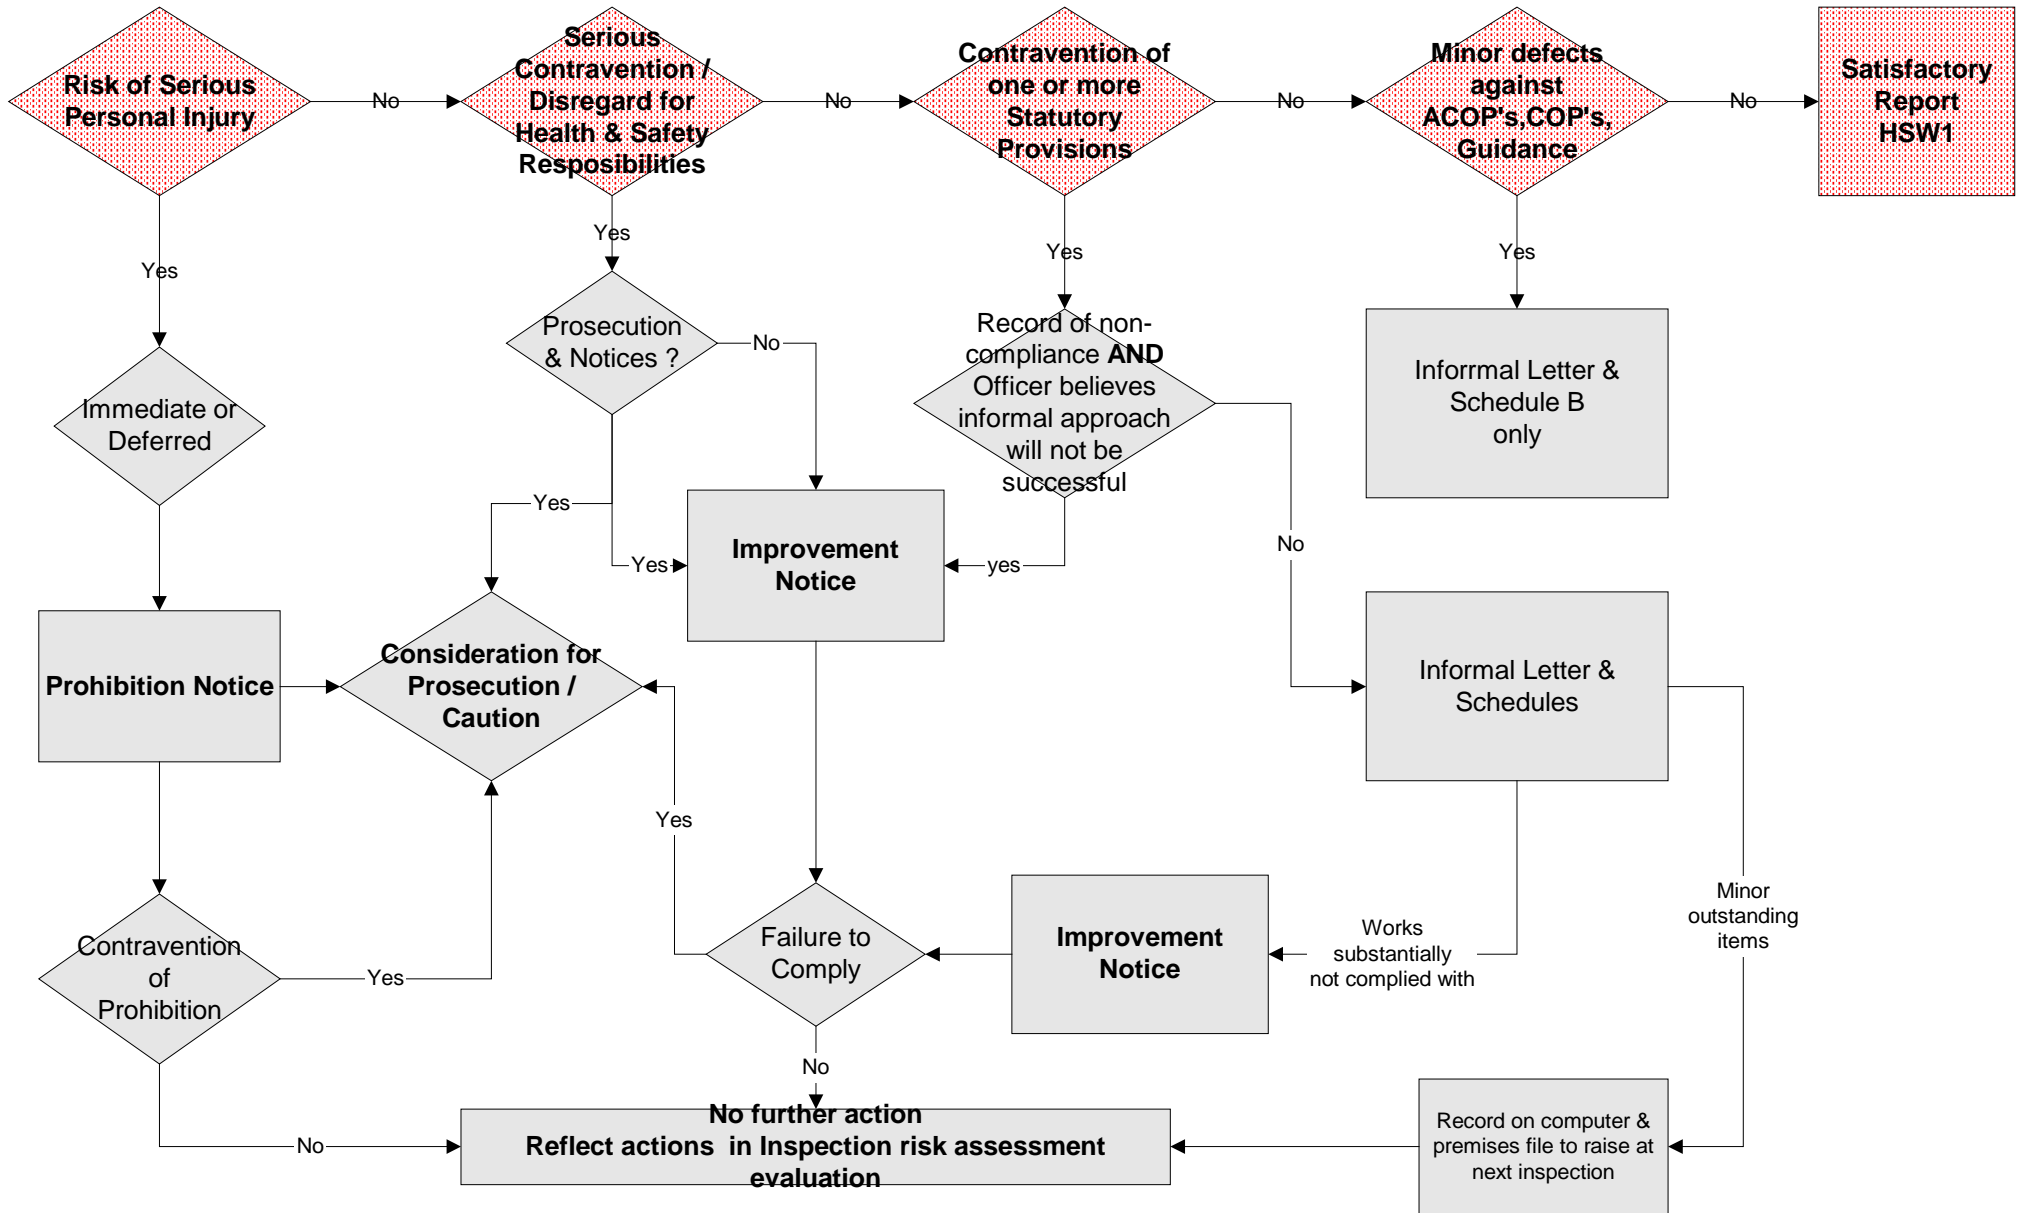 Risk of Serious
Personal Injury
No
Serious
Contravention /
Disregard for
Health & Safety
Resposibilities
No
Contravention of
one or more
Statutory
Provisions
No
Minor defects
against
ACOP's,COP's,
Guidance
No
Satisfactory
Report
HSW1
Yes
Yes
Yes
Yes
Immediate or
Deferred
Prosecution
& Notices ?
No
Record of non-
compliance AND
Officer believes
informal approach
will not be
successful
Inforrmal Letter &
Schedule B
only
Yes
Yes
Improvement
Notice
yes
No
Prohibition Notice
Consideration for
Prosecution /
Caution
Informal Letter &
Schedules
Yes
Contravention
of
Prohibition
Yes
Failure to
Comply
Improvement
Notice
Works
substantially
not complied with
Minor
outstanding
items
No
No
No further action
Reflect actions in Inspection risk assessment
evaluation
Record on computer &
premises file to raise at
next inspection